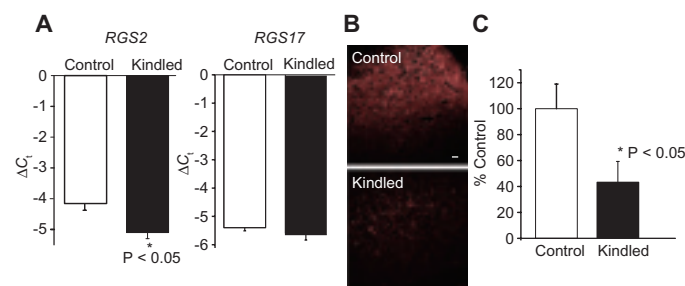 A
RGS2
Control Kindled
0
-1
-2
-3
-4
-5
ΔCt
*
P < 0.05
RGS17
Control Kindled
0
-1
-2
-3
-4
-5
-6
ΔCt
B
Control
Kindled
C
120
100
80
60
40
20
0
% Control
* P < 0.05
Control Kindled